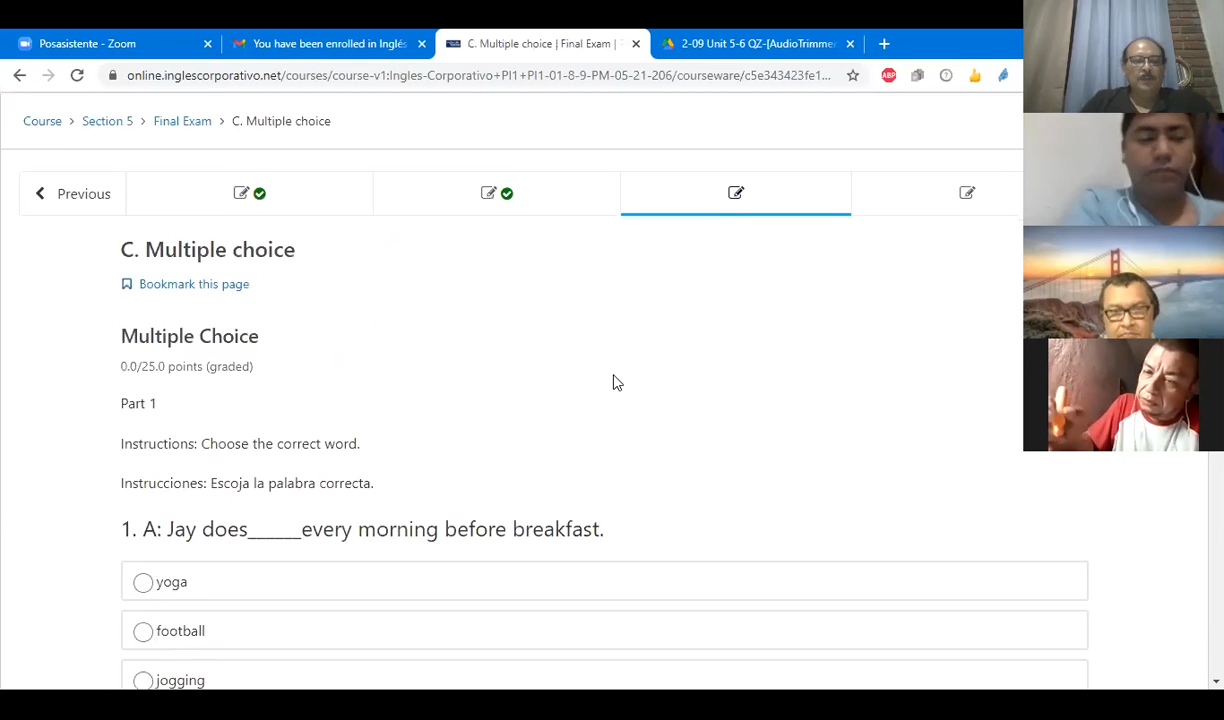 Posasistente - Zoom
You have been enrolled in Inglés
C. Multiple choice | Final Exam |
2-09 Unit 5-6 QZ-[AudioTrimmer
online.inglescorporativo.net/courses/course-v1:Ingles-Corporativo+PI1+PI1-01-8-9-PM-05-21-206/courseware/c5e343423fe1...
ABP
Course > Section 5 > Final Exam > C. Multiple choice
Previous
C. Multiple choice
Bookmark this page
Multiple Choice
0.0/25.0 points (graded)
Part 1
Instructions: Choose the correct word.
Instrucciones: Escoja la palabra correcta.
1. A: Jay does______every morning before breakfast.
yoga
football
jogging